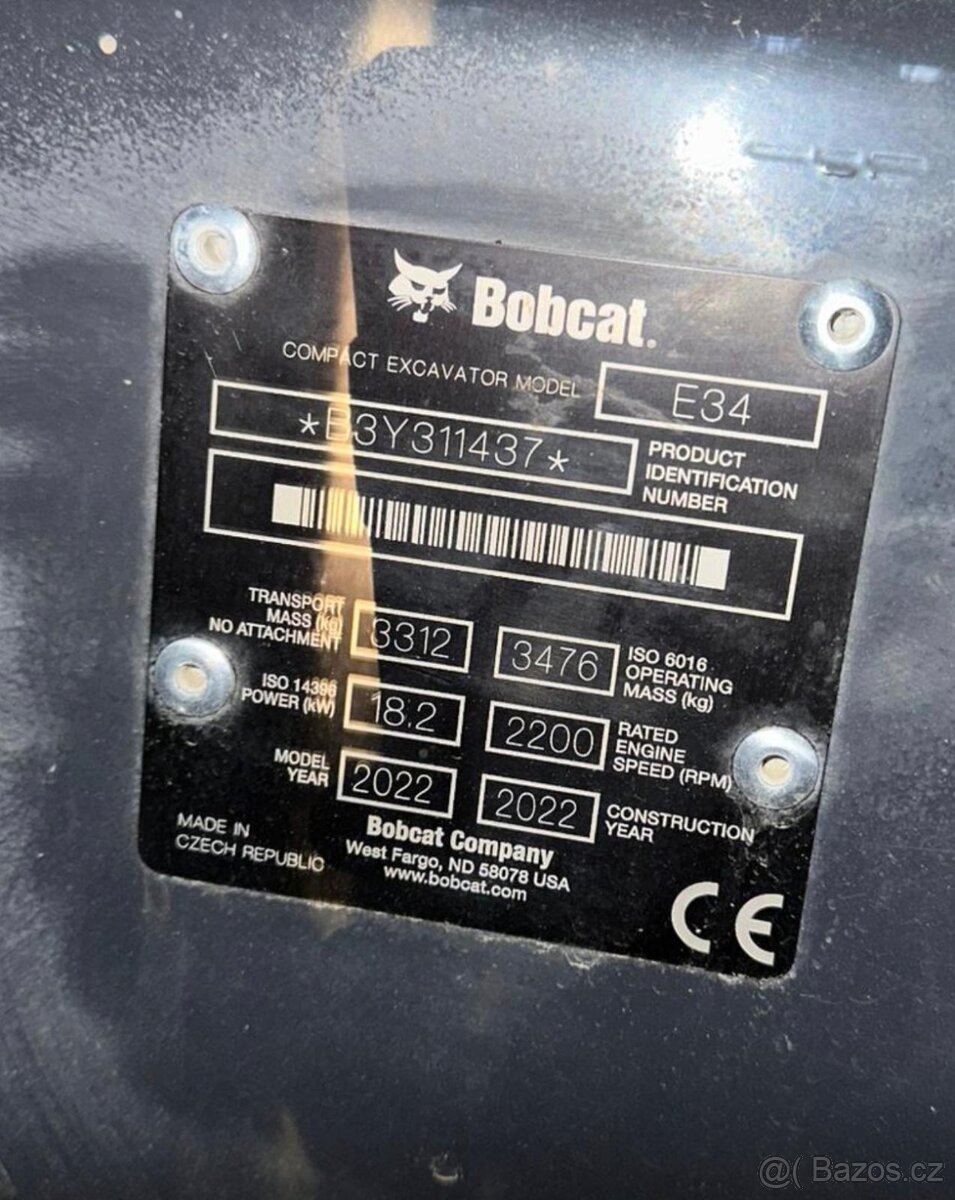 Bobcat.
COMPACT EXCAVATOR MODEL E34
*B3Y311437*
PRODUCT
IDENTIFICATION
NUMBER
TRANSPORT
MASS (kg)
NO ATTACHMENT
3312
3476
ISO 6016
OPERATING
MASS (kg)
ISO 14396
POWER (kW)
18.2
2200
RATED
ENGINE
SPEED (RPM)
MODEL
YEAR
2022
2022
CONSTRUCTION
YEAR
MADE IN
CZECH REPUBLIC
Bobcat Company
West Fargo, ND 58078 USA
www.bobcat.com
CE
@( Bazos.cz